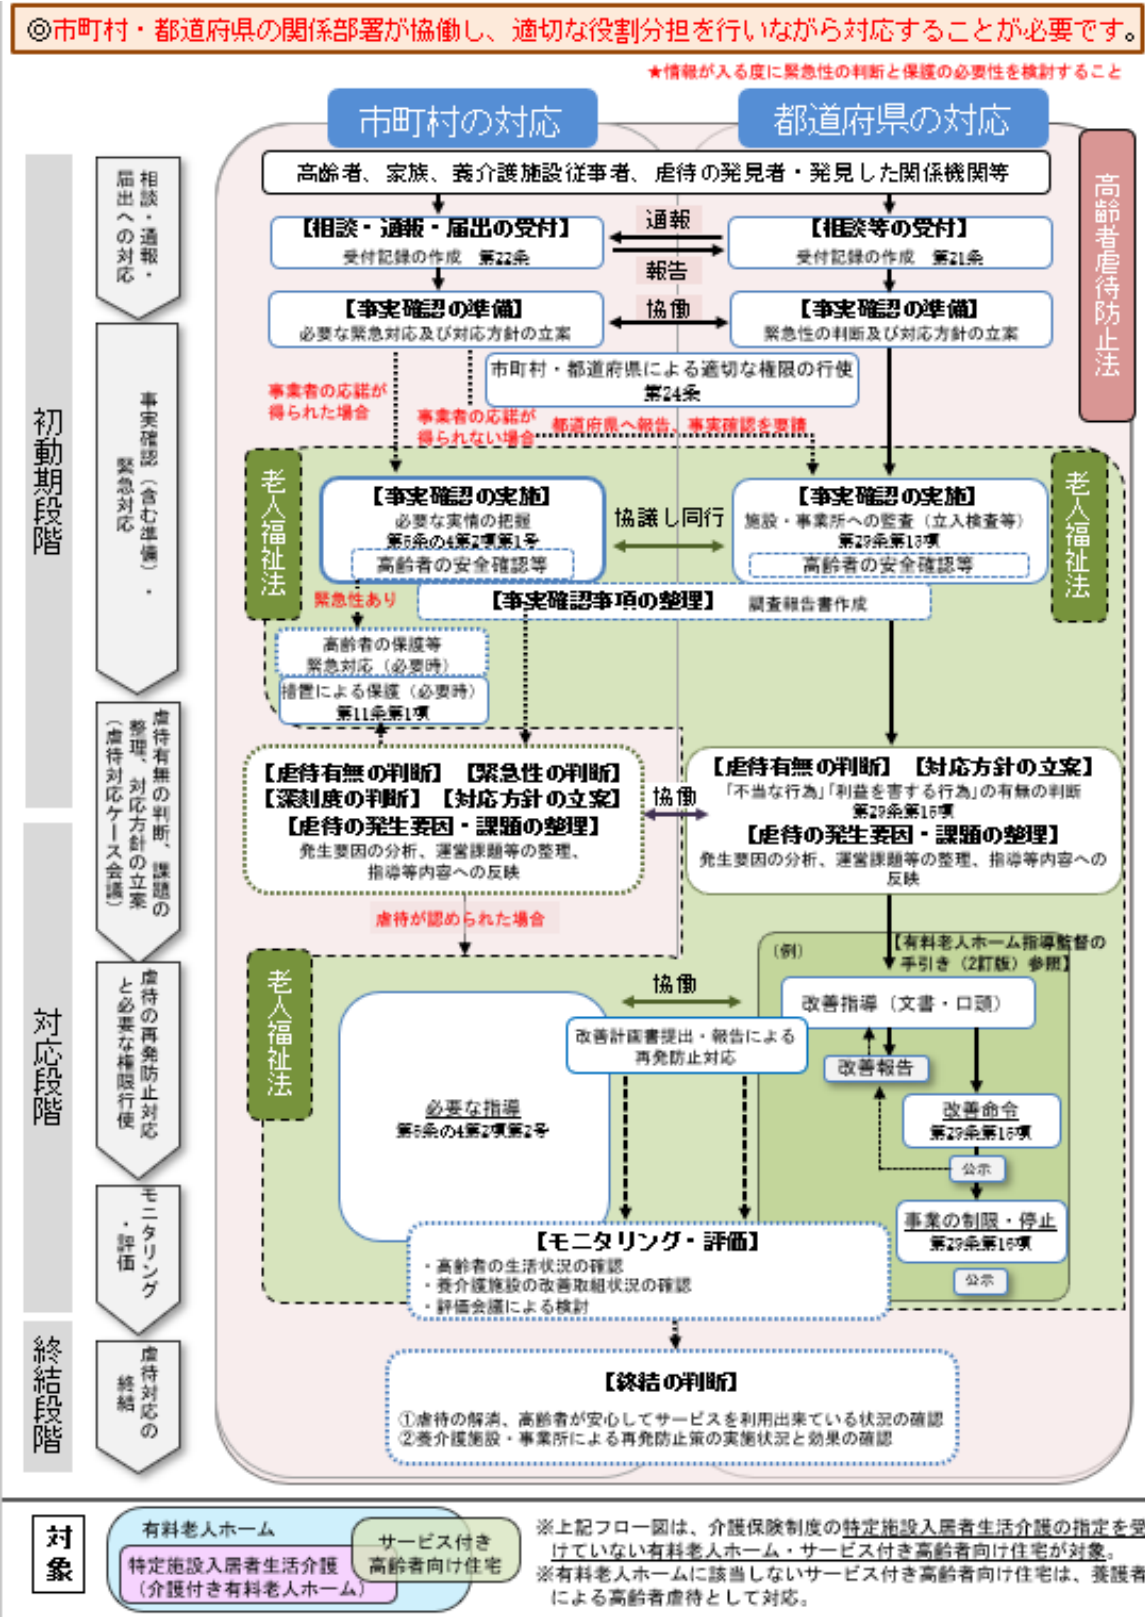 ◎市町村・都道府県の関係部署が協働し、適切な役割分担を行いながら対応することが必要です。
★情報が入る度に緊急性の判断と保護の必要性を検討すること
市町村の対応
都道府県の対応
高齢者虐待防止法
初動期段階
対応段階
終結段階
相談・通報・
届出への対応
事実確認(含む準備)・
緊急対応
虐待有無の判断、課題の
整理、対応方針の立案
(虐待対応ケース会議)
虐待の再発防止対応
と必要な権限行使
モニタリング
・評価
虐待対応の
終結
高齢者、家族、養介護施設従事者、虐待の発見者・発見した関係機関等
【相談・通報・届出の受付】
受付記録の作成 第22条
通報
報告
【相談等の受付】
受付記録の作成 第21条
【事実確認の準備】
必要な緊急対応及び対応方針の立案
協働
【事実確認の準備】
緊急性の判断及び対応方針の立案
市町村・都道府県による適切な権限の行使
第24条
事業者の応諾が
得られた場合
事業者の応諾が
得られない場合
都道府県へ報告、事実確認を要請
老人福祉法
老人福祉法
【事実確認の実施】
必要な実情の把握
第5条の4第2項第1号
高齢者の安全確認等
協議し同行
【事実確認の実施】
施設・事業所への監査(立入検査等)
第29条第13項
高齢者の安全確認等
緊急性あり
【事実確認事項の整理】 調査報告書作成
高齢者の保護等
緊急対応(必要時)
措置による保護(必要時)
第11条第1項
【虐待有無の判断】【緊急性の判断】
【深刻度の判断】【対応方針の立案】
【虐待の発生要因・課題の整理】
発生要因の分析、運営課題等の整理、
指導等内容への反映
協働
【虐待有無の判断】【対応方針の立案】
「不当な行為」「利益を害する行為」の有無の判断
第29条第15項
【虐待の発生要因・課題の整理】
発生要因の分析、運営課題等の整理、指導等内容への
反映
虐待が認められた場合
老人福祉法
必要な指導
第5条の4第2項第2号
協働
改善計画書提出・報告による
再発防止対応
(例)
【有料老人ホーム指導監督の
手引き(2訂版)参照】
改善指導(文書・口頭)
改善報告
改善命令
第29条第15項
公示
事業の制限・停止
第29条第16項
公示
【モニタリング・評価】
・高齢者の生活状況の確認
・養介護施設の改善取組状況の確認
・評価会議による検討
【終結の判断】
①虐待の解消、高齢者が安心してサービスを利用出来ている状況の確認
②養介護施設・事業所による再発防止策の実施状況と効果の確認
対象
有料老人ホーム
特定施設入居者生活介護
(介護付き有料老人ホーム)
サービス付き
高齢者向け住宅
※上記フロー図は、介護保険制度の特定施設入居者生活介護の指定を受
けていない有料老人ホーム・サービス付き高齢者向け住宅が対象。
※有料老人ホームに該当しないサービス付き高齢者向け住宅は、養護者
による高齢者虐待として対応。